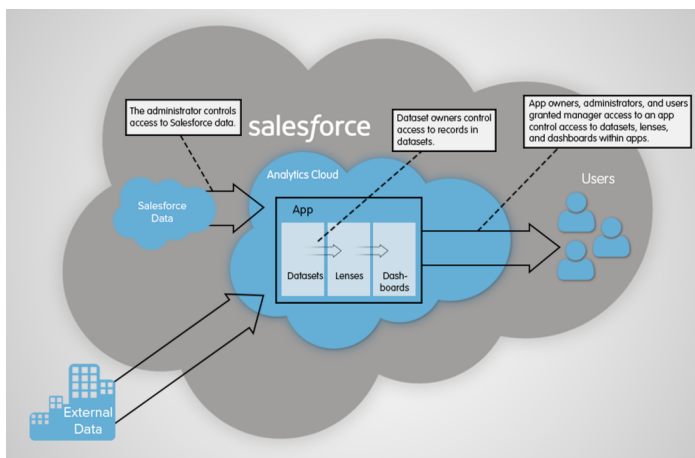 The administrator controls
access to Salesforce data.
salesforce
Dataset owners control
access to records in
datasets.
App owners, administrators, and users
granted manager access to an app
control access to datasets, lenses,
and dashboards within apps.
Analytics Cloud
Users
Salesforce
Data
App
Datasets
Lenses
Dash-
boards
External
Data